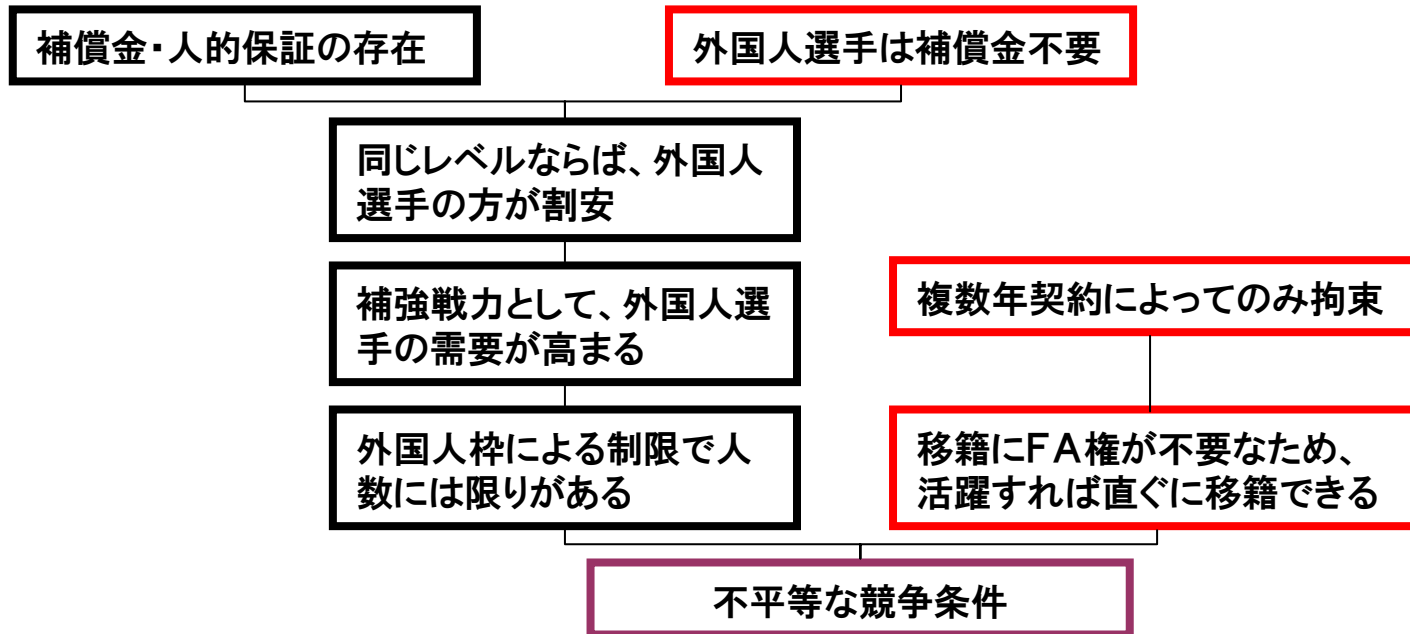 補償金・人的保証の存在
外国人選手は補償金不要
同じレベルならば、外国人
選手の方が割安
補強戦力として、外国人選
手の需要が高まる
複数年契約によってのみ拘束
外国人枠による制限で人
数には限りがある
移籍にFA権が不要なため、
活躍すれば直ぐに移籍できる
不平等な競争条件